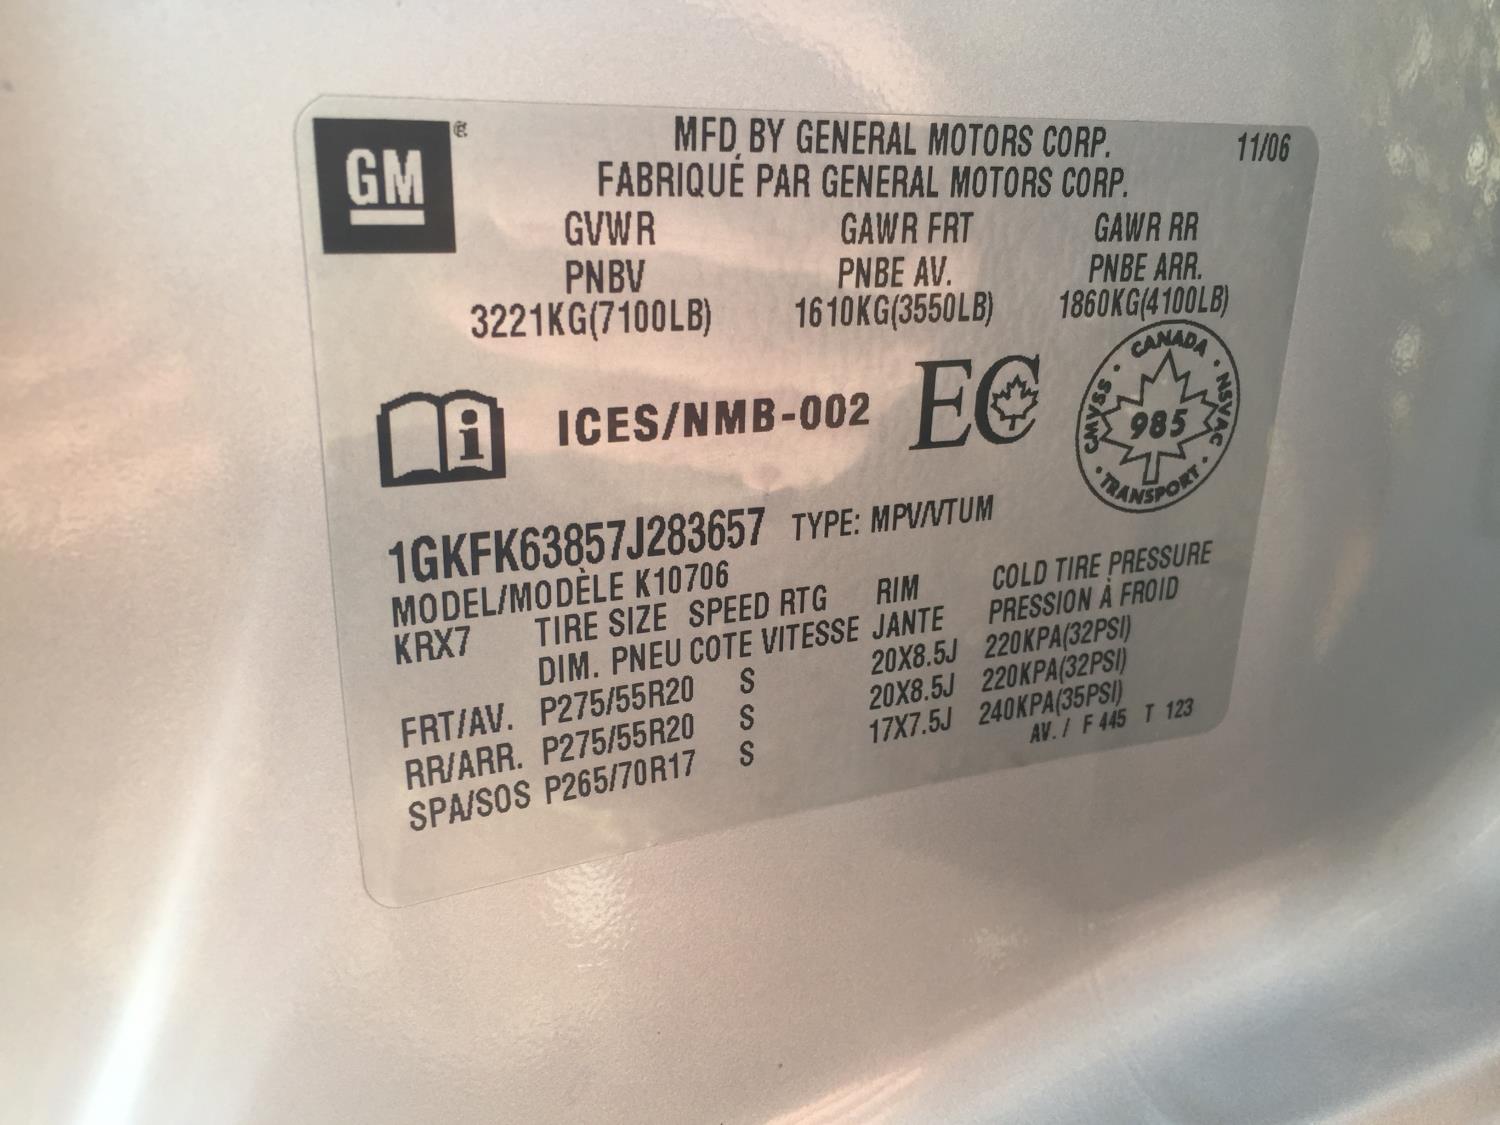 GM
MFD BY GENERAL MOTORS CORP.
11/06
FABRIQUÉ PAR GENERAL MOTORS CORP.
GVWR GAWR FRT GAWR RR
PNBV PNBE AV. PNBE ARR.
3221KG(7100LB) 1610KG(3550LB) 1860KG(4100LB)
i ICES/NMB-002 EC
CANADA · NSVAC · TRANSPORT · CMVSS ·
985
1GKFK63857J283657 TYPE: MPV/VTUM
MODEL/MODÈLE K10706
KRX7 TIRE SIZE SPEED RTG RIM COLD TIRE PRESSURE
DIM. PNEU COTE VITESSE JANTE PRESSION À FROID
FRT/AV. P275/55R20 S 20X8.5J 220KPA(32PSI)
RR/ARR. P275/55R20 S 20X8.5J 220KPA(32PSI)
SPA/SOS P265/70R17 S 17X7.5J 240KPA(35PSI)
AV. / F 445 T 123